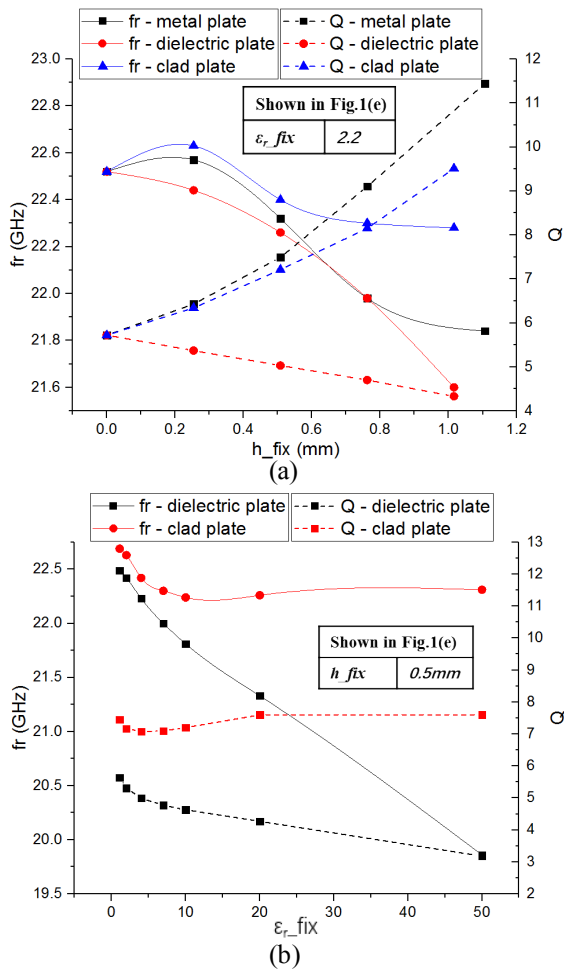 fr - metal plate
fr - dielectric plate
fr - clad plate
Q - metal plate
Q - dielectric plate
Q - clad plate
Shown in Fig.1(e)
εr_fix 2.2
23.0
22.8
22.6
22.4
22.2
22.0
21.8
21.6
fr (GHz)
12
11
10
9
8
7
6
5
4
Q
0.0 0.2 0.4 0.6 0.8 1.0 1.2
h_fix (mm)
(a)
fr - dielectric plate
fr - clad plate
Q - dielectric plate
Q - clad plate
Shown in Fig.1(e)
h_fix 0.5mm
22.5
22.0
21.5
21.0
20.5
20.0
19.5
fr (GHz)
13
12
11
10
9
8
7
6
5
4
3
2
Q
0 10 20 30 40 50
εr_fix
(b)